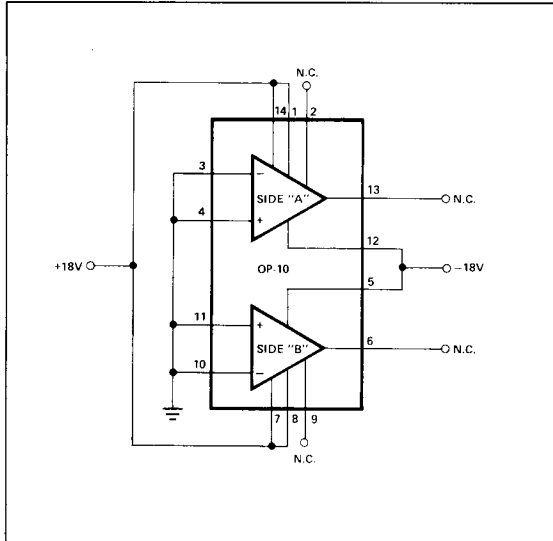 N.C.
14 1 2
3
SIDE "A"
13
N.C.
4
12
+18V
OP-10
−18V
5
11
SIDE "B"
6
N.C.
10
7 8 9
N.C.
− + + −